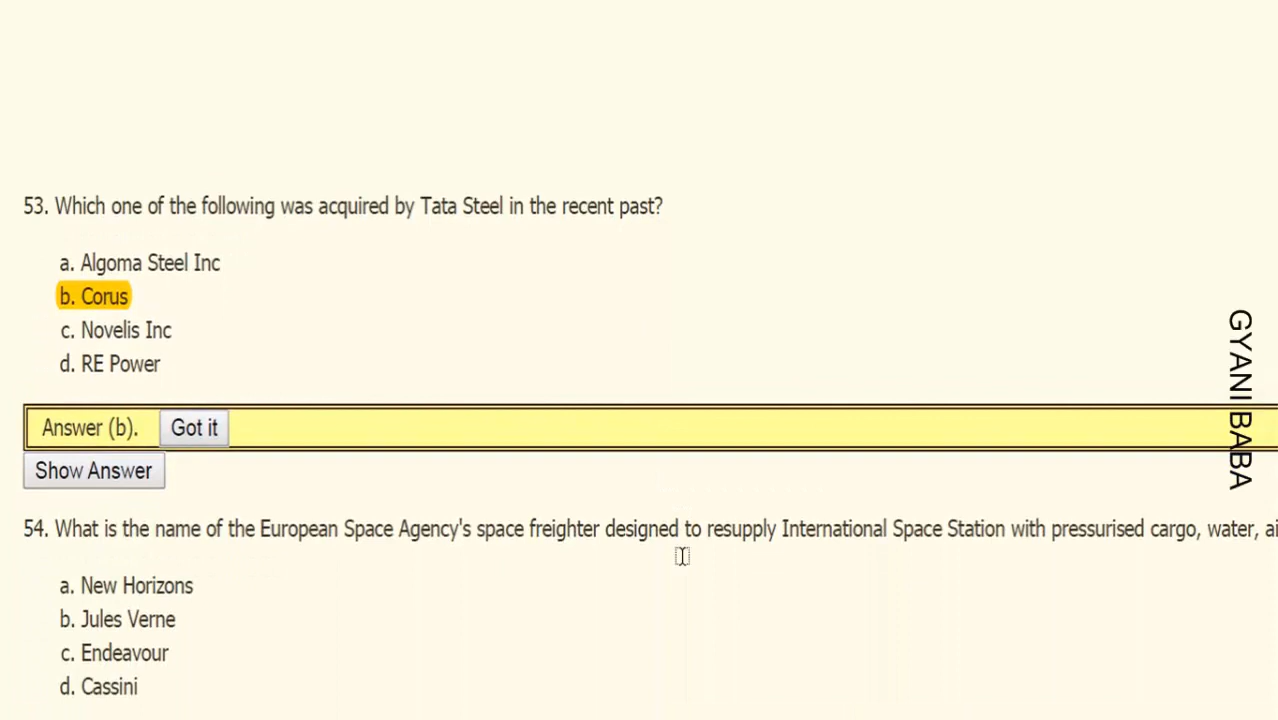 53. Which one of the following was acquired by Tata Steel in the recent past?
a. Algoma Steel Inc
b. Corus
c. Novelis Inc
d. RE Power
Answer (b). Got it
Show Answer
54. What is the name of the European Space Agency's space freighter designed to resupply International Space Station with pressurised cargo, water,
a. New Horizons
b. Jules Verne
c. Endeavour
d. Cassini
GYANI BABA